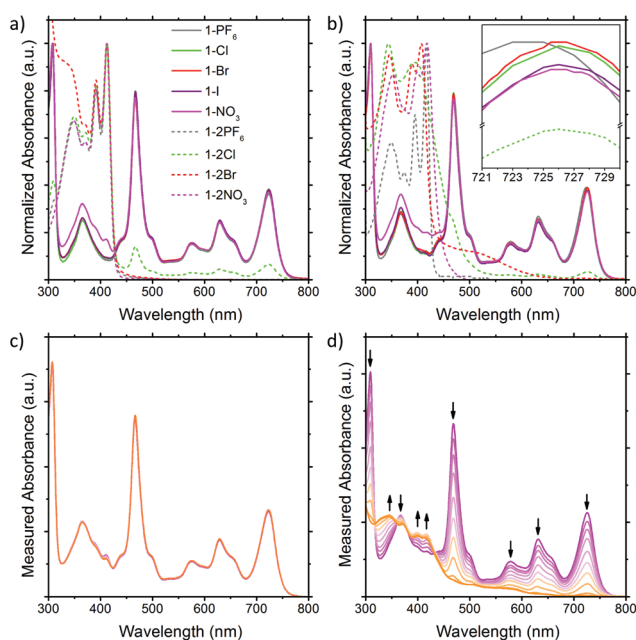 a)
1-PF6
1-Cl
1-Br
1-I
1-NO3
1-2PF6
1-2Cl
1-2Br
1-2NO3
Normalized Absorbance (a.u.)
300 400 500 600 700 800
Wavelength (nm)
b)
721 723 725 727 729
Normalized Absorbance (a.u.)
300 400 500 600 700 800
Wavelength (nm)
c)
Measured Absorbance (a.u.)
300 400 500 600 700 800
Wavelength (nm)
d)
Measured Absorbance (a.u.)
300 400 500 600 700 800
Wavelength (nm)